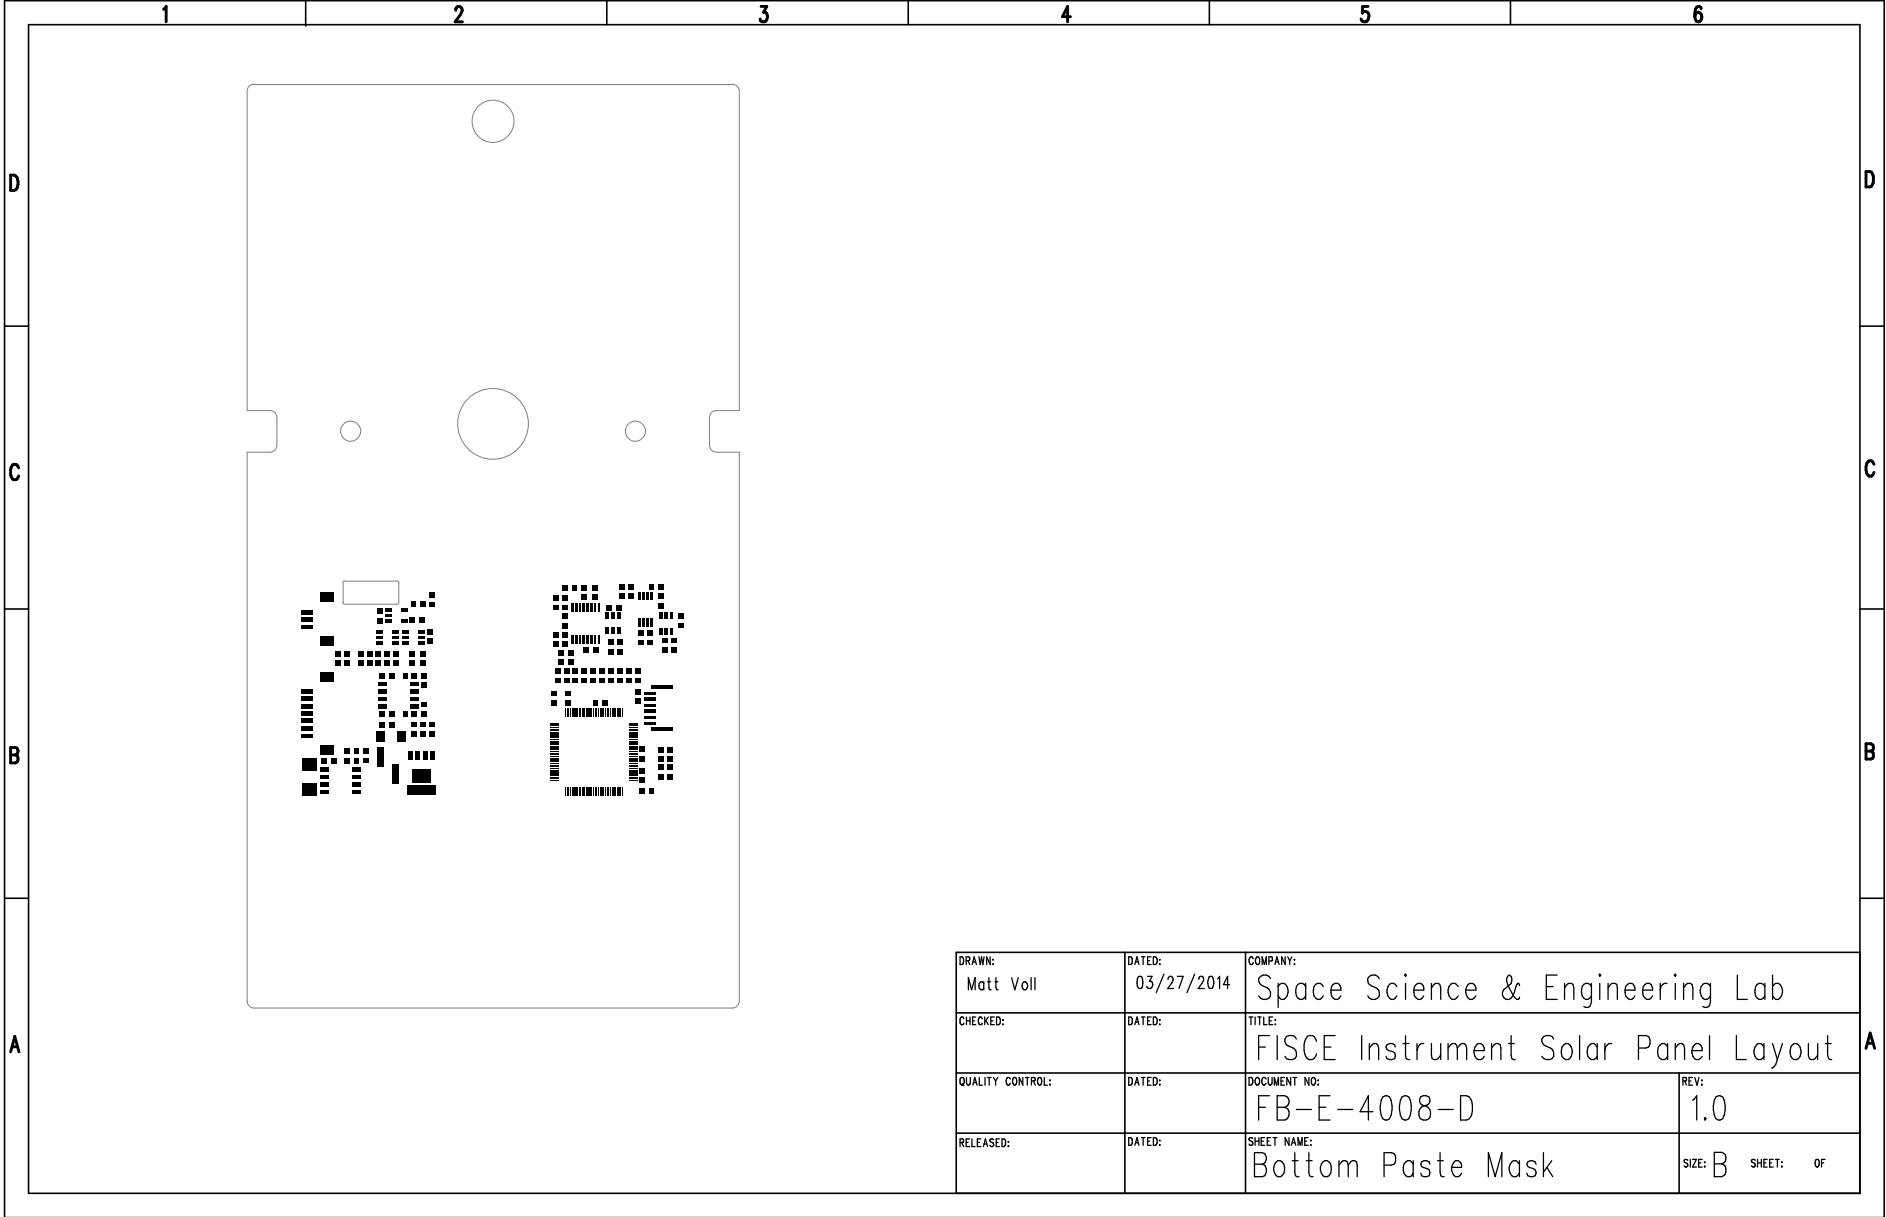 1 2 3 4 5 6
D D
C C
B B
A A
DRAWN: DATED: COMPANY:
Matt Voll 03/27/2014 Space Science & Engineering Lab
CHECKED: DATED: TITLE:
FISCE Instrument Solar Panel Layout
QUALITY CONTROL: DATED: DOCUMENT NO: REV:
FB-E-4008-D 1.0
RELEASED: DATED: SHEET NAME:
Bottom Paste Mask SIZE: B SHEET: OF